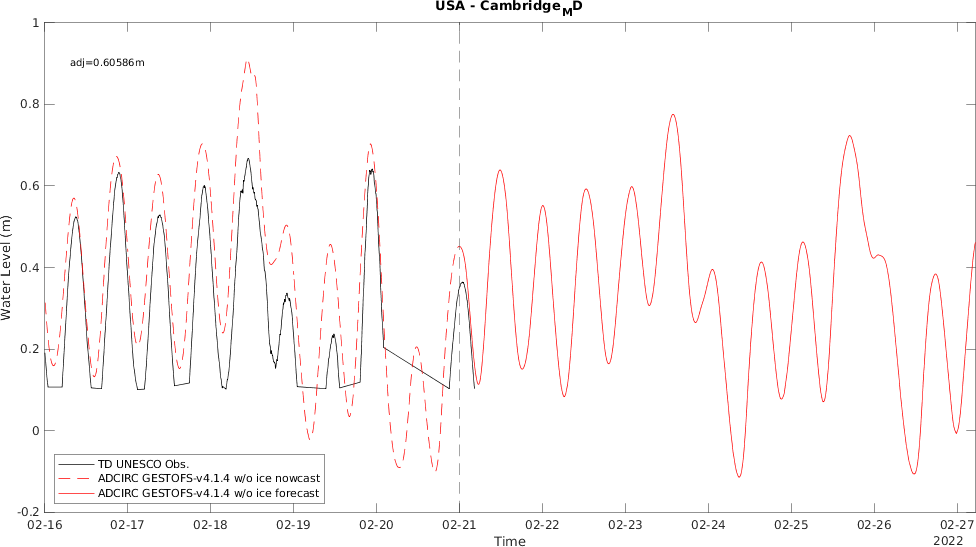 USA - Cambridge_MD
adj=0.60586m
1
0.8
0.6
0.4
0.2
0
-0.2
Water Level (m)
TD UNESCO Obs.
ADCIRC GESTOFS-v4.1.4 w/o ice nowcast
ADCIRC GESTOFS-v4.1.4 w/o ice forecast
02-16 02-17 02-18 02-19 02-20 02-21 02-22 02-23 02-24 02-25 02-26 02-27
Time
2022